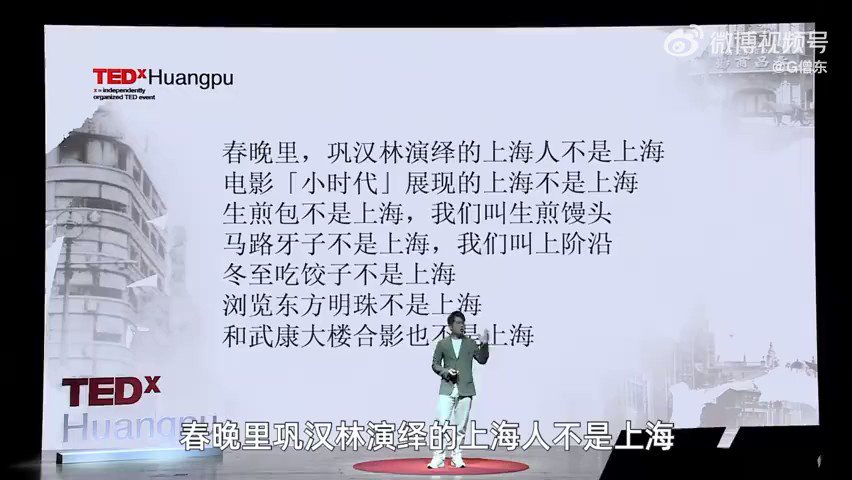 微博视频号
@G僧东
TEDxHuangpu
x = independently
organized TED event
春晚里，巩汉林演绎的上海人不是上海
电影「小时代」展现的上海不是上海
生煎包不是上海，我们叫生煎馒头
马路牙子不是上海，我们叫上阶沿
冬至吃饺子不是上海
浏览东方明珠不是上海
和武康大楼合影也不是上海
TEDx
Huangpu
春晚里巩汉林演绎的上海人不是上海